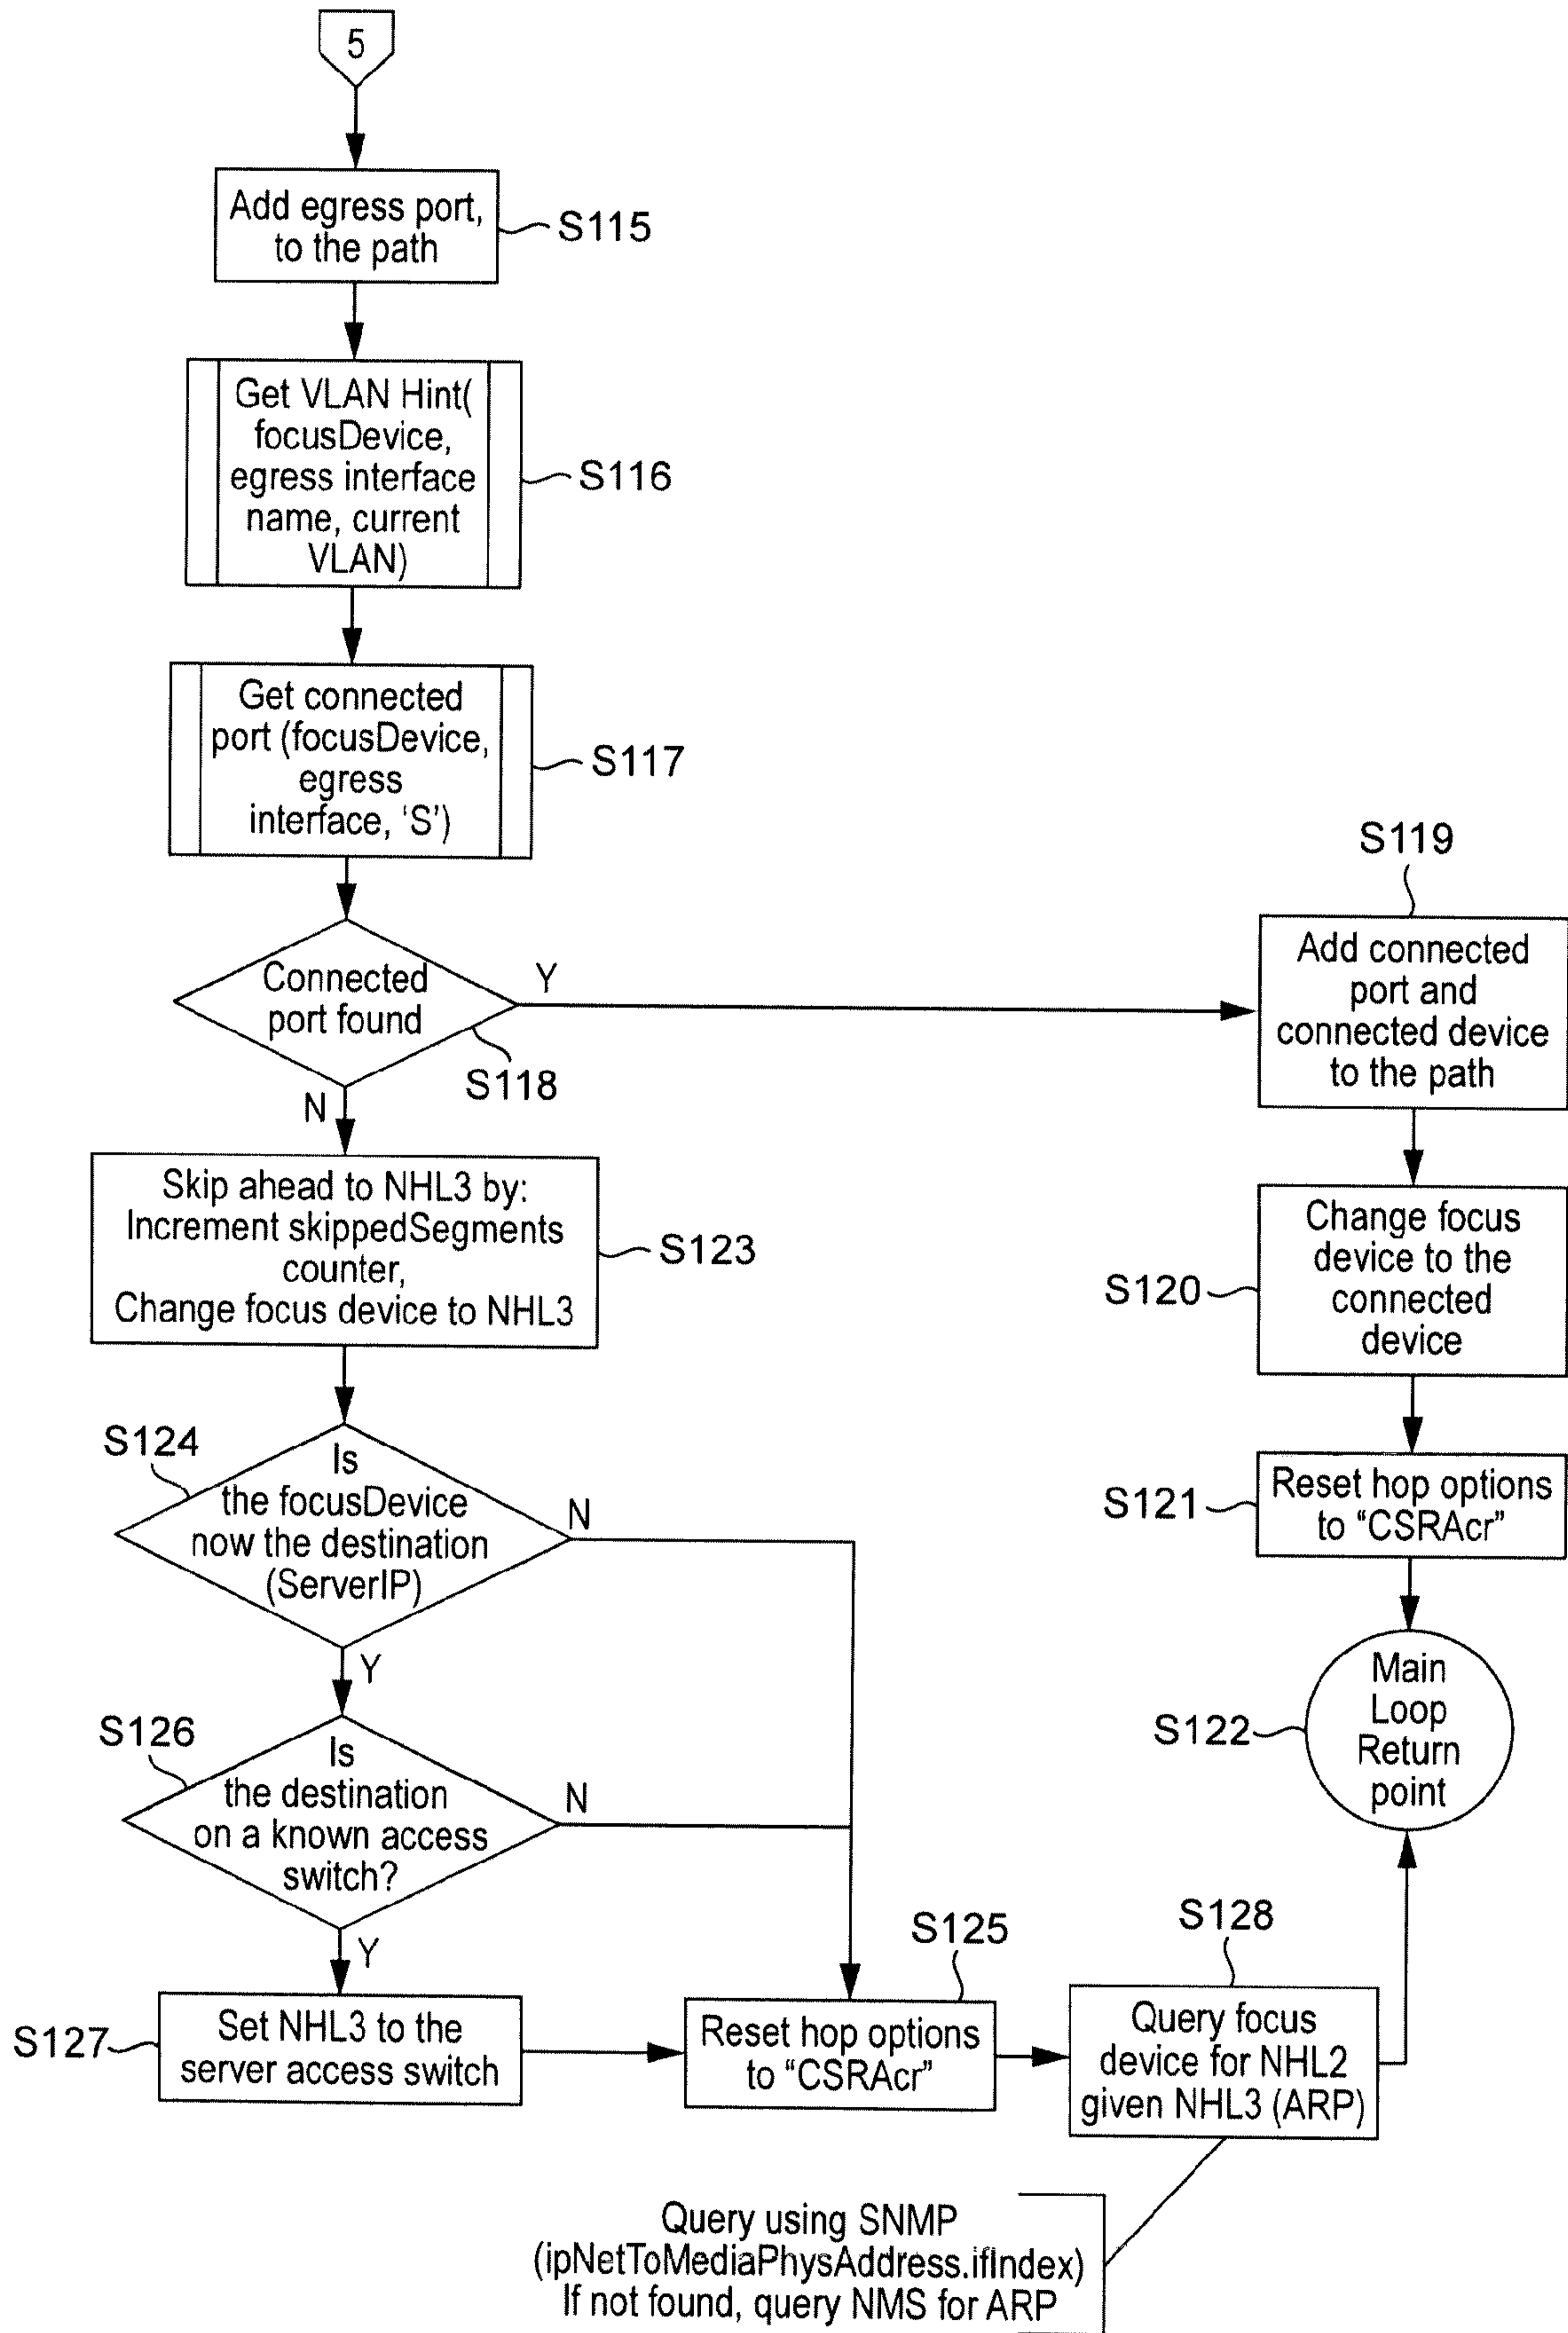 5
Add egress port,
to the path
S115
Get VLAN Hint(
focusDevice,
egress interface
name, current
VLAN)
S116
Get connected
port (focusDevice,
egress
interface, ‘S’)
S117
Connected
port found
Y
N
S118
S119
Add connected
port and
connected device
to the path
Skip ahead to NHL3 by:
Increment skippedSegments
counter,
Change focus device to NHL3
S123
S120
Change focus
device to the
connected
device
S124
Is
the focusDevice
now the destination
(ServerIP)
N
Y
S121
Reset hop options
to “CSRAcr”
S126
Is
the destination
on a known access
switch?
N
Y
S122
Main
Loop
Return
point
S127
Set NHL3 to the
server access switch
S125
Reset hop options
to “CSRAcr”
S128
Query focus
device for NHL2
given NHL3 (ARP)
Query using SNMP
(ipNetToMediaPhysAddress.ifIndex)
If not found, query NMS for ARP